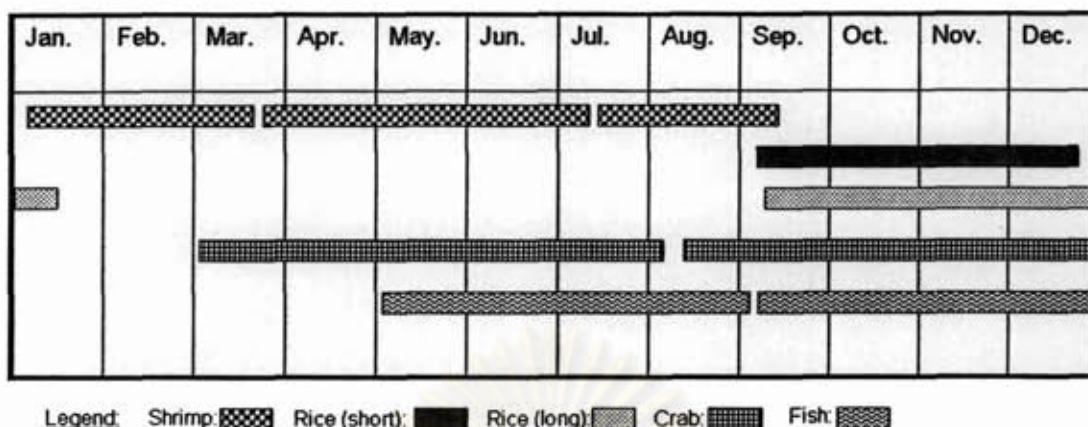 Jan. Feb. Mar. Apr. May. Jun. Jul. Aug. Sep. Oct. Nov. Dec.
Legend: Shrimp: Rice (short): Rice (long): Crab: Fish: